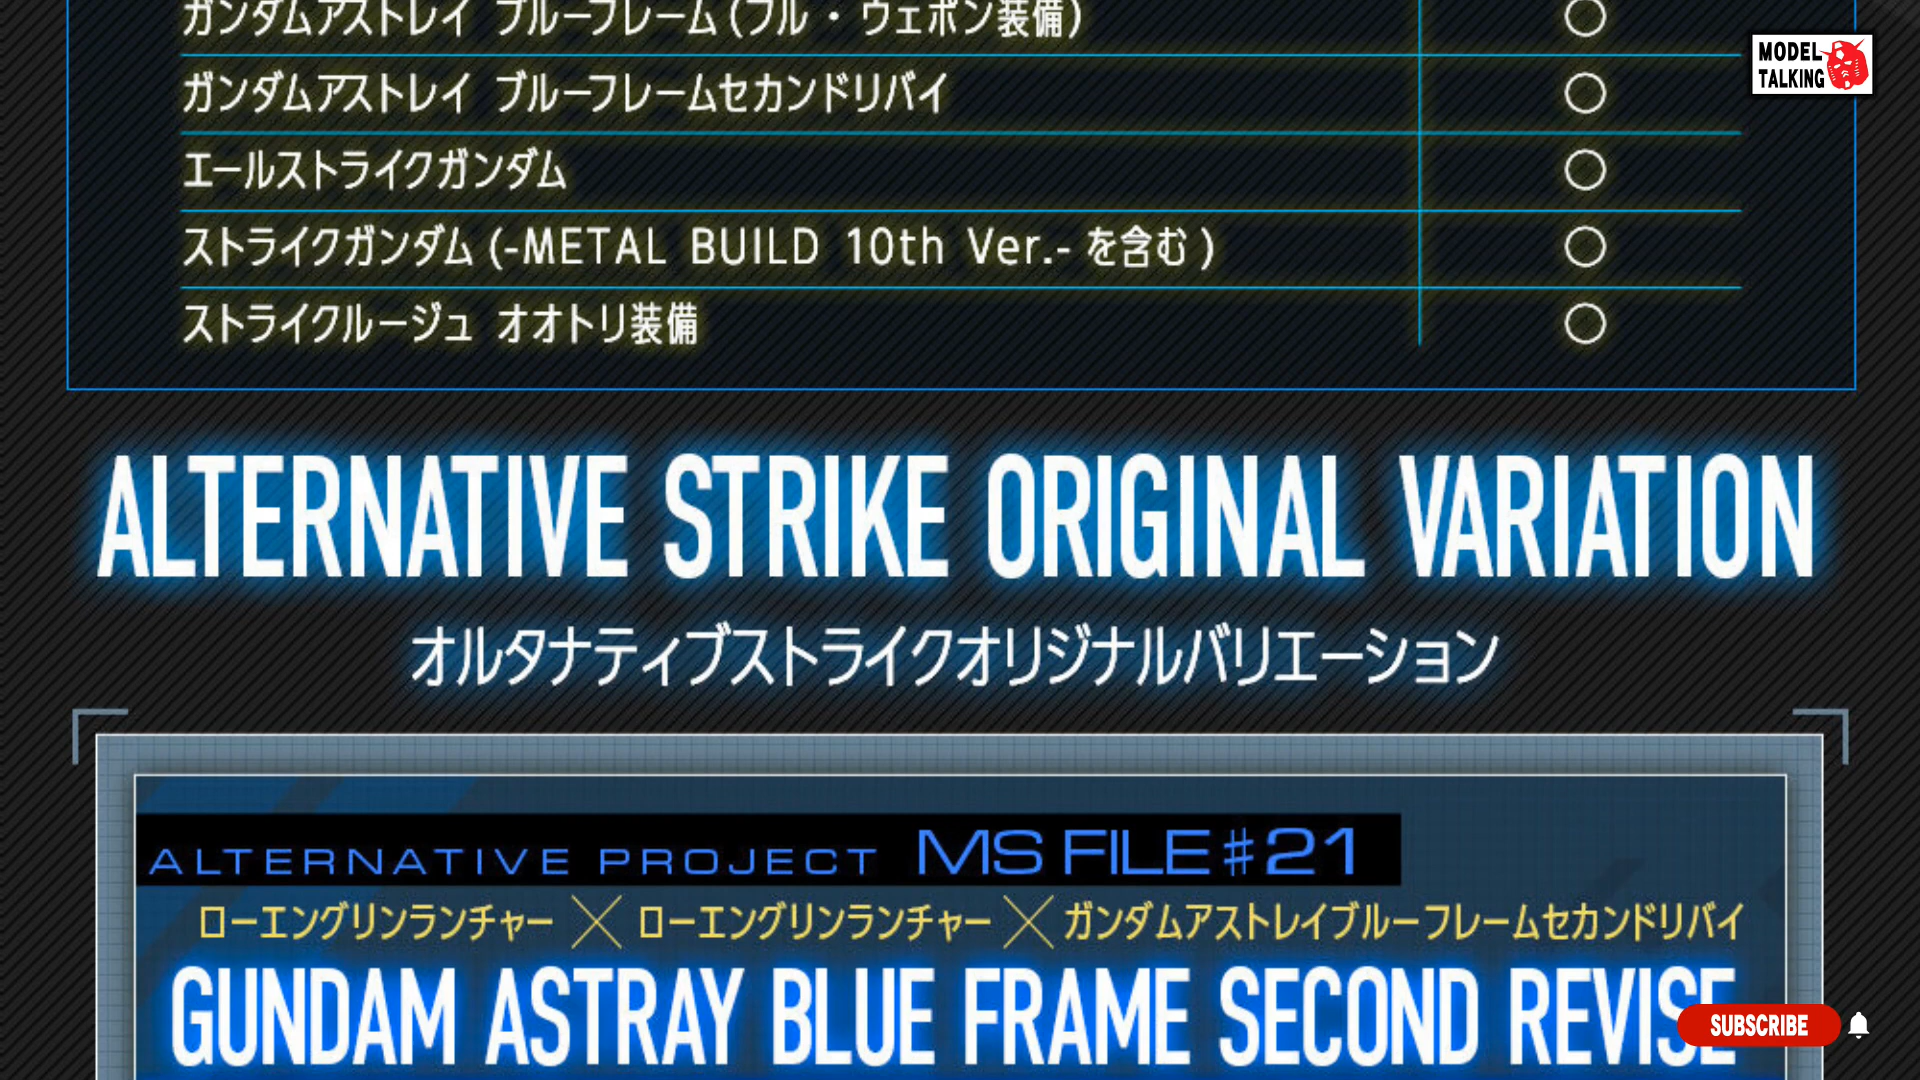 ガンダムアストレイ ブルーフレーム(フル・ウェポン装備)
○
MODEL
TALKING
ガンダムアストレイ ブルーフレームセカンドリバイ
○
エールストライクガンダム
○
ストライクガンダム(-METAL BUILD 10th Ver.-を含む)
○
ストライクルージュ オオトリ装備
○
ALTERNATIVE STRIKE ORIGINAL VARIATION
オルタナティブストライクオリジナルバリエーション
ALTERNATIVE PROJECT MS FILE#21
ローエングリンランチャー×ローエングリンランチャー×ガンダムアストレイブルーフレームセカンドリバイ
GUNDAM ASTRAY BLUE FRAME SECOND REVISE
SUBSCRIBE